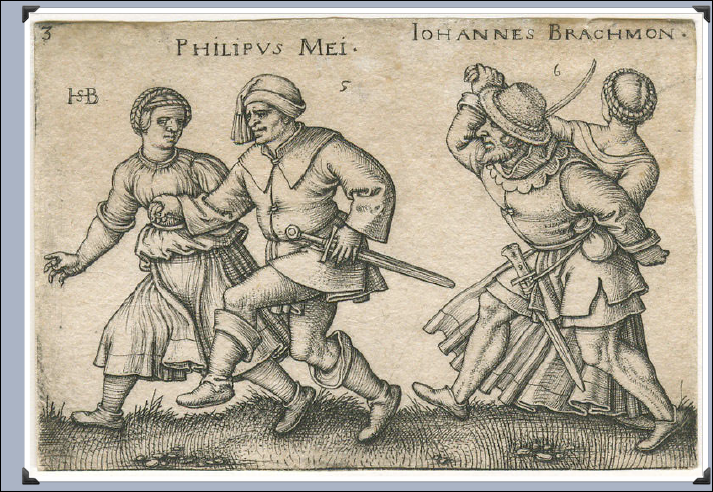 3
PHILIPVS MEI·
IOHANNES BRACHMON·
HSB
5
6